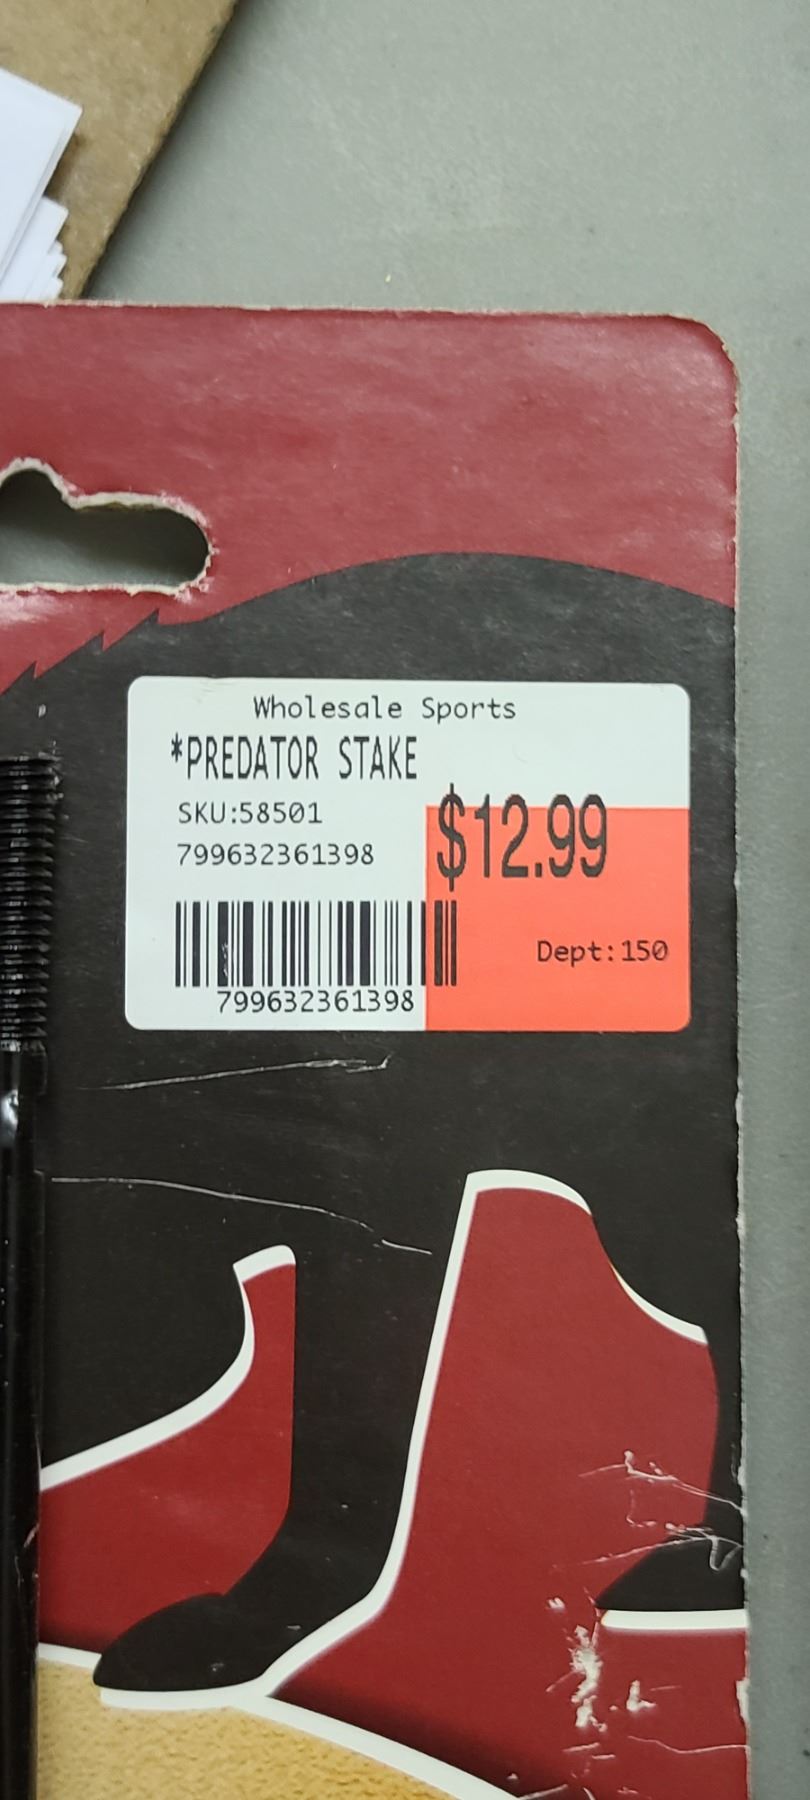 Wholesale Sports
*PREDATOR STAKE
SKU:58501
799632361398
$12.99
Dept:150
799632361398